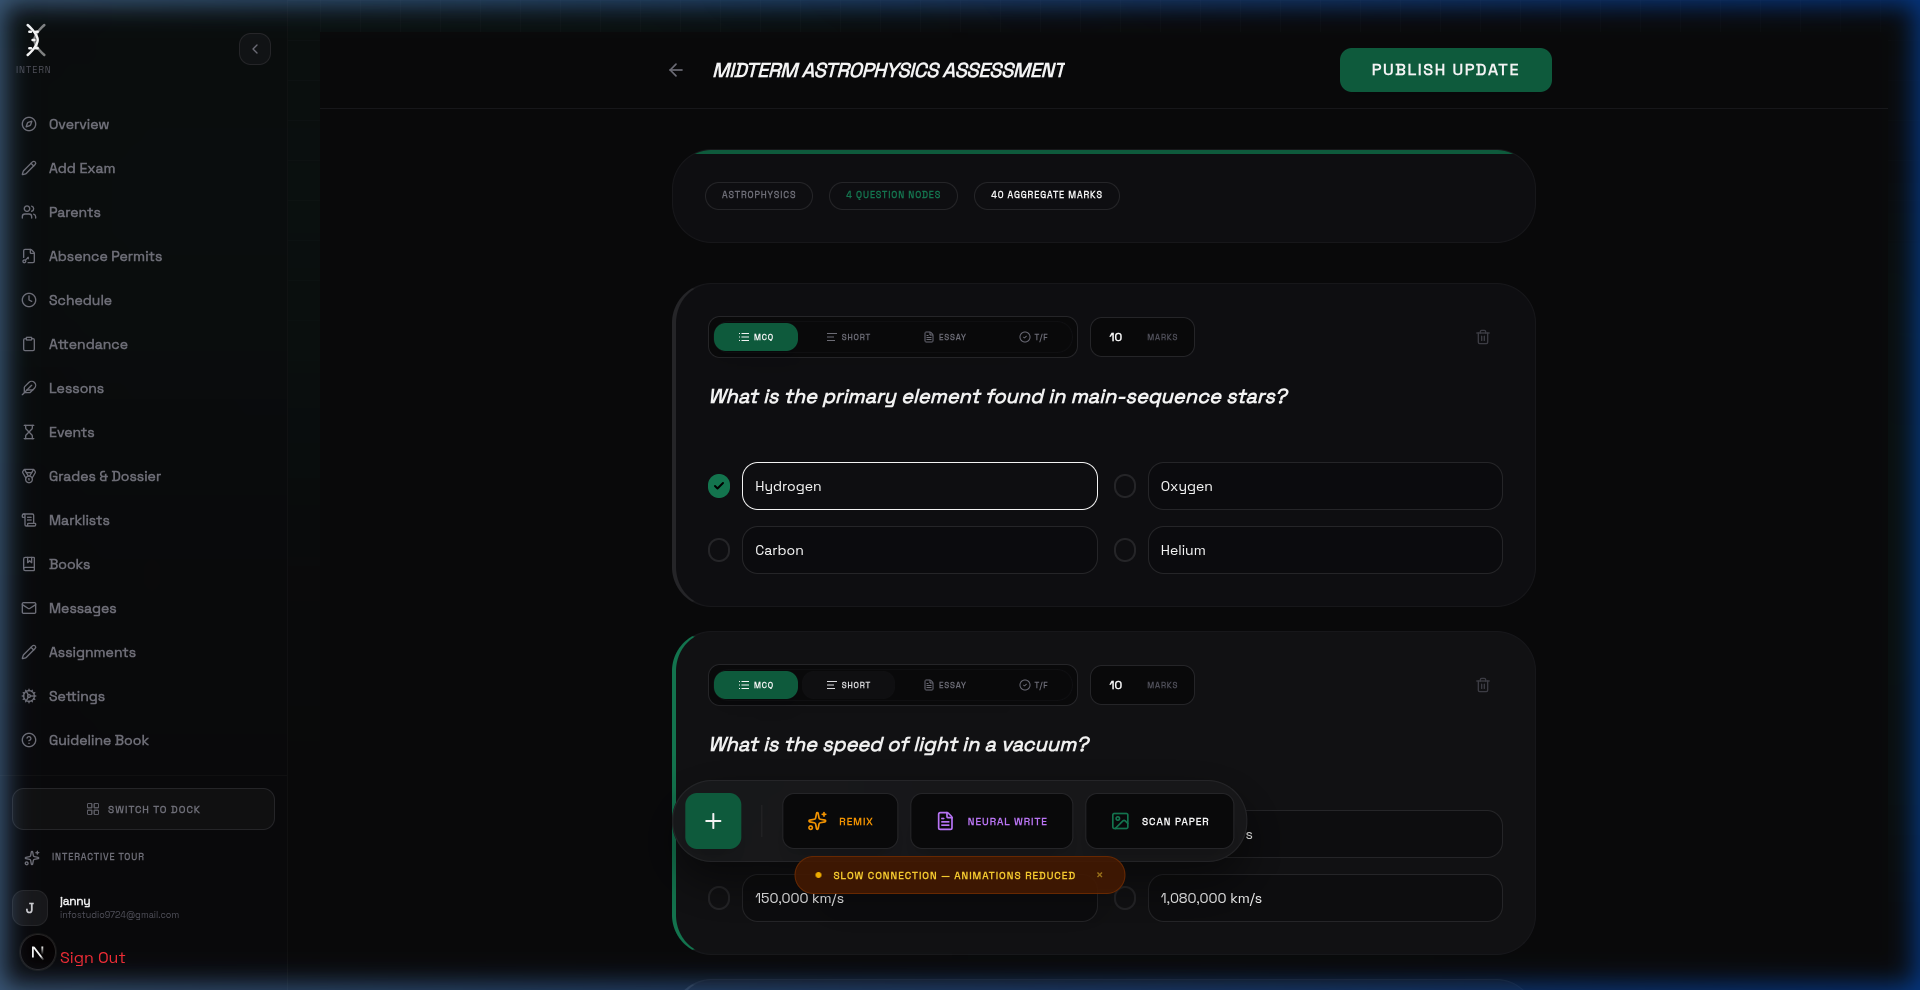 INTERN
Overview
Add Exam
Parents
Absence Permits
Schedule
Attendance
Lessons
Events
Grades & Dossier
Marklists
Books
Messages
Assignments
Settings
Guideline Book
SWITCH TO DOCK
INTERACTIVE TOUR
J
janny
infostudio9724@gmail.com
N
Sign Out
MIDTERM ASTROPHYSICS ASSESSMENT
PUBLISH UPDATE
ASTROPHYSICS
4 QUESTION NODES
40 AGGREGATE MARKS
MCQ SHORT ESSAY T/F
10 MARKS
What is the primary element found in main-sequence stars?
Hydrogen
Oxygen
Carbon
Helium
MCQ SHORT ESSAY T/F
10 MARKS
What is the speed of light in a vacuum?
REMIX
NEURAL WRITE
SCAN PAPER
SLOW CONNECTION — ANIMATIONS REDUCED ×
150,000 km/s
1,080,000 km/s